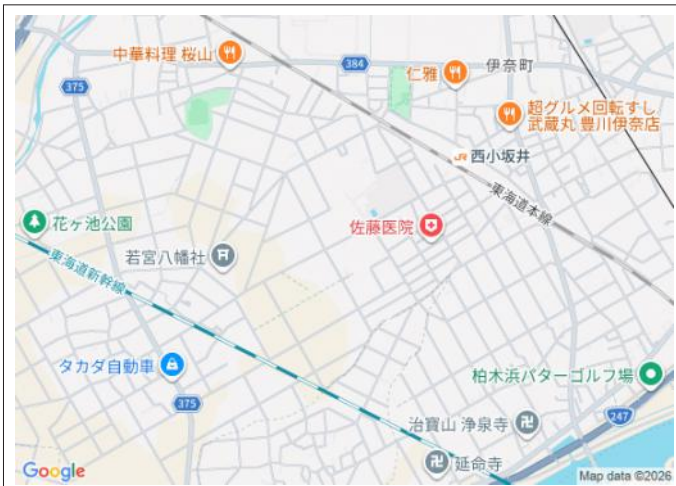 中華料理 桜山
384
375
仁雅
伊奈町
超グルメ回転ずし
武蔵丸 豊川伊奈店
JR 西小坂井
東海道本線
花ヶ池公園
佐藤医院
若宮八幡社
東海道新幹線
タカダ自動車
柏木浜パターゴルフ場
375
247
治寶山 浄泉寺
延命寺
Google
Map data ©2026